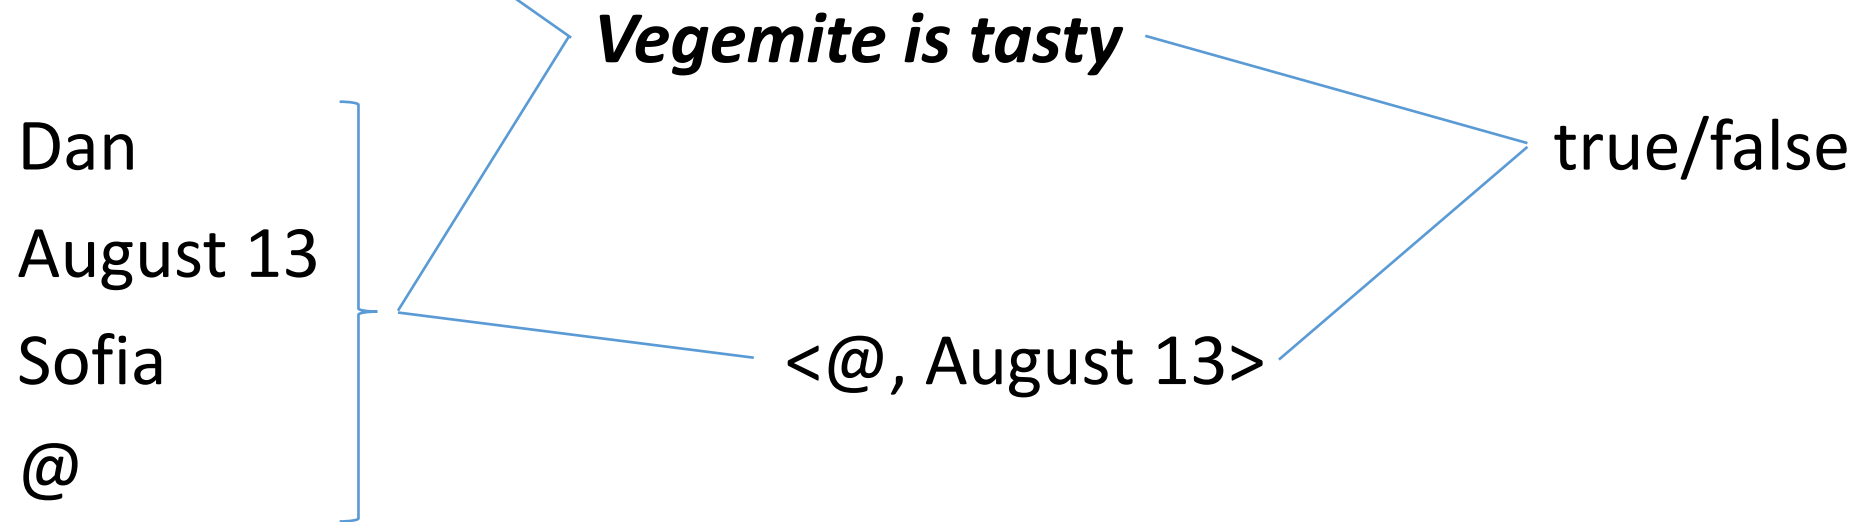 Vegemite is tasty
Dan
true/false
August 13
Sofia
<@, August 13>
@